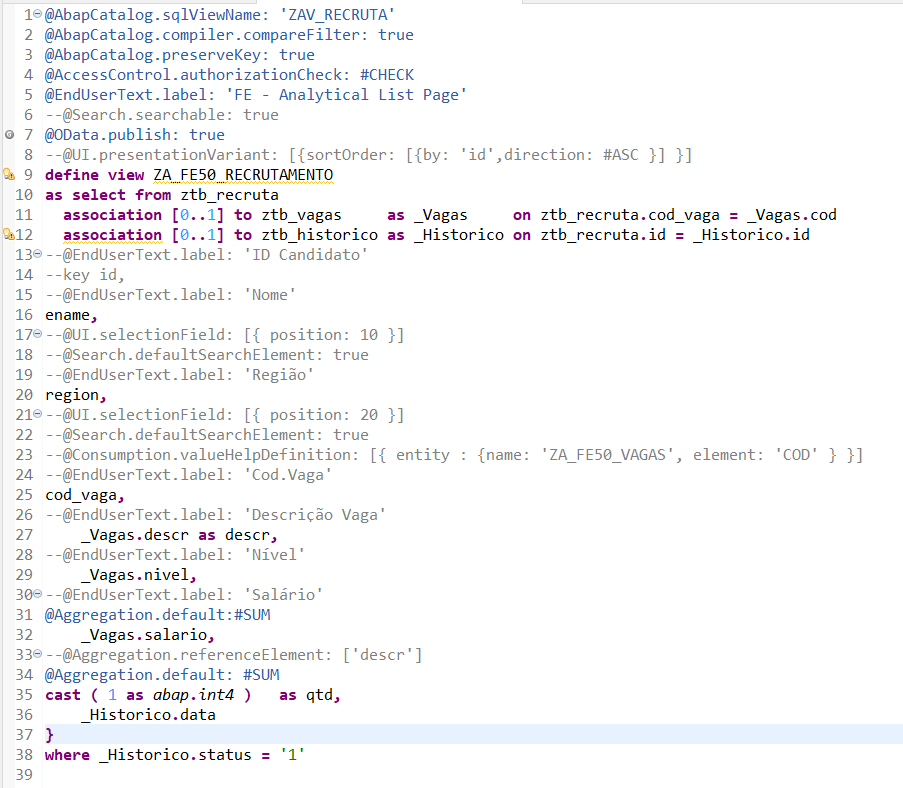 1 @AbapCatalog.sqlViewName: 'ZAV_RECRUTA'
2 @AbapCatalog.compiler.compareFilter: true
3 @AbapCatalog.preserveKey: true
4 @AccessControl.authorizationCheck: #CHECK
5 @EndUserText.label: 'FE - Analytical List Page'
6 --@Search.searchable: true
7 @OData.publish: true
8 --@UI.presentationVariant: [{sortOrder: [{by: 'id',direction: #ASC }] }]
9 define view ZA_FE50_RECRUTAMENTO
10 as select from ztb_recruta
11   association [0..1] to ztb_vagas     as _Vagas     on ztb_recruta.cod_vaga = _Vagas.cod
12   association [0..1] to ztb_historico as _Historico on ztb_recruta.id = _Historico.id
13 --@EndUserText.label: 'ID Candidato'
14 --key id,
15 --@EndUserText.label: 'Nome'
16 ename,
17 --@UI.selectionField: [{ position: 10 }]
18 --@Search.defaultSearchElement: true
19 --@EndUserText.label: 'Região'
20 region,
21 --@UI.selectionField: [{ position: 20 }]
22 --@Search.defaultSearchElement: true
23 --@Consumption.valueHelpDefinition: [{ entity : {name: 'ZA_FE50_VAGAS', element: 'COD' } }]
24 --@EndUserText.label: 'Cod.Vaga'
25 cod_vaga,
26 --@EndUserText.label: 'Descrição Vaga'
27     _Vagas.descr as descr,
28 --@EndUserText.label: 'Nível'
29     _Vagas.nivel,
30 --@EndUserText.label: 'Salário'
31 @Aggregation.default:#SUM
32     _Vagas.salario,
33 --@Aggregation.referenceElement: ['descr']
34 @Aggregation.default: #SUM
35 cast ( 1 as abap.int4 )   as qtd,
36     _Historico.data
37 }
38 where _Historico.status = '1'
39